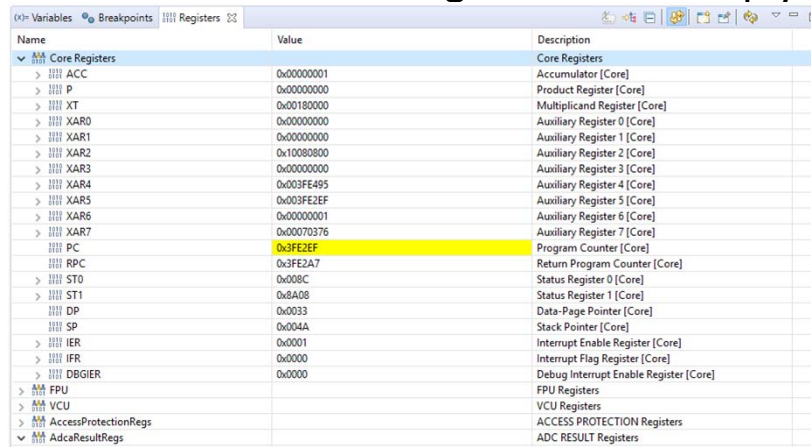 (x)= Variables Breakpoints Registers
Name Value Description
Core Registers Core Registers
ACC 0x00000001 Accumulator [Core]
P 0x00000000 Product Register [Core]
XT 0x00180000 Multiplicand Register [Core]
XAR0 0x00000000 Auxiliary Register 0 [Core]
XAR1 0x00000000 Auxiliary Register 1 [Core]
XAR2 0x10080800 Auxiliary Register 2 [Core]
XAR3 0x00000000 Auxiliary Register 3 [Core]
XAR4 0x003FE495 Auxiliary Register 4 [Core]
XAR5 0x003FE2EF Auxiliary Register 5 [Core]
XAR6 0x00000001 Auxiliary Register 6 [Core]
XAR7 0x00070376 Auxiliary Register 7 [Core]
PC 0x3FE2EF Program Counter [Core]
RPC 0x3FE2A7 Return Program Counter [Core]
ST0 0x008C Status Register 0 [Core]
ST1 0x8A08 Status Register 1 [Core]
DP 0x0033 Data-Page Pointer [Core]
SP 0x004A Stack Pointer [Core]
IER 0x0001 Interrupt Enable Register [Core]
IFR 0x0000 Interrupt Flag Register [Core]
DBGIER 0x0000 Debug Interrupt Enable Register [Core]
FPU FPU Registers
VCU VCU Registers
AccessProtectionRegs ACCESS PROTECTION Registers
AdcaResultRegs ADC RESULT Registers